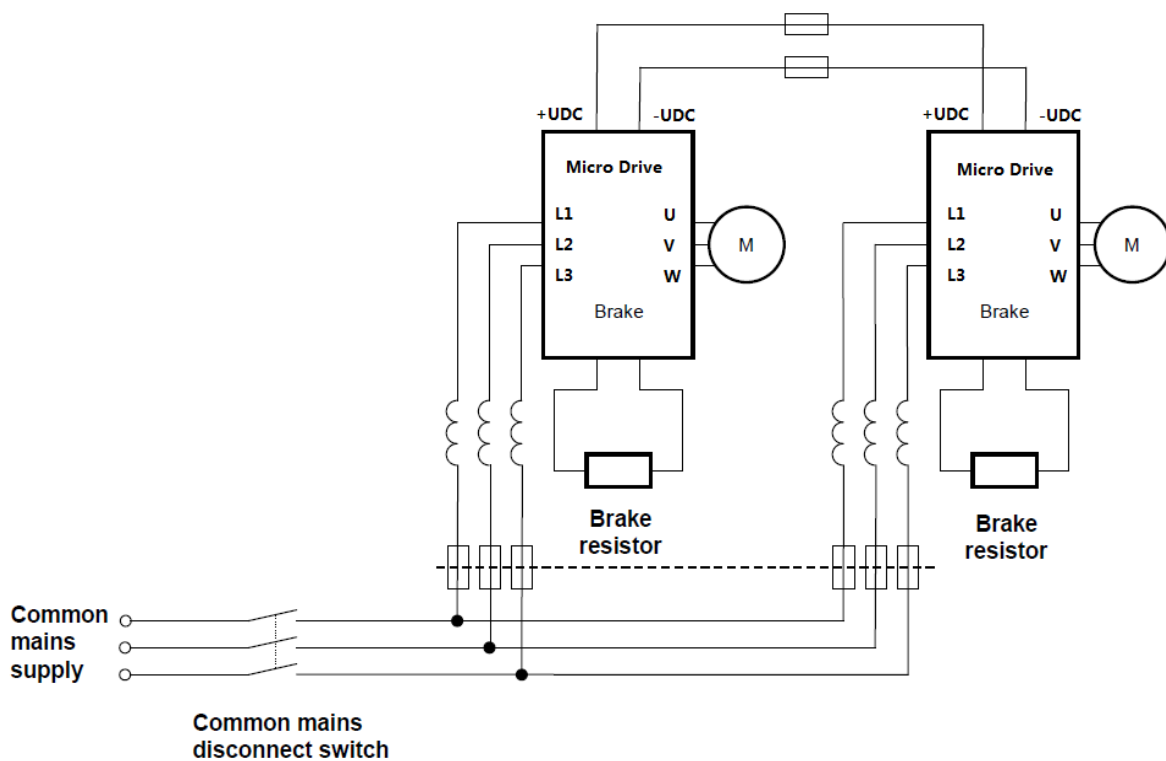 +UDC
-UDC
+UDC
-UDC
Micro Drive
Micro Drive
L1
U
L2
V
M
L3
W
Brake
L1
U
L2
V
M
L3
W
Brake
Brake
resistor
Brake
resistor
Common
mains
supply
Common mains
disconnect switch